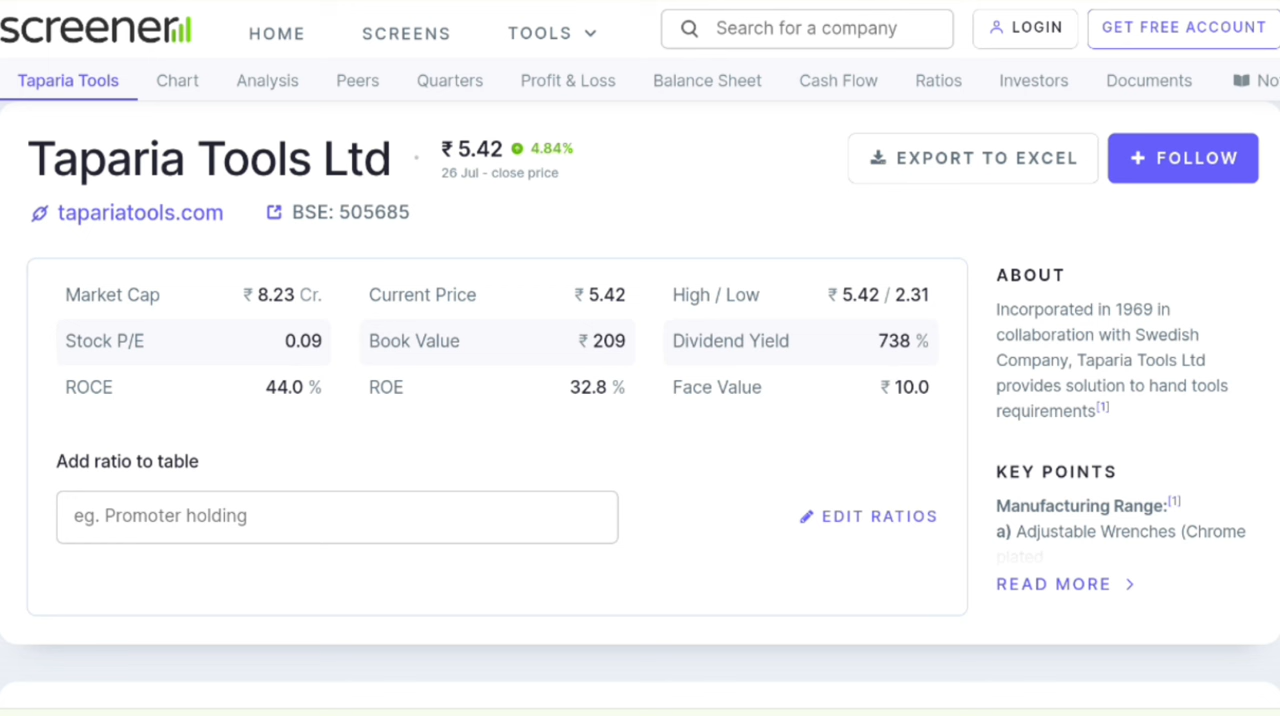 screener
HOME SCREENS TOOLS
Search for a company
LOGIN
GET FREE ACCOUNT
Taparia Tools Chart Analysis Peers Quarters Profit & Loss Balance Sheet Cash Flow Ratios Investors Documents No
Taparia Tools Ltd
₹ 5.42 4.84%
26 Jul - close price
EXPORT TO EXCEL
+ FOLLOW
tapariatools.com BSE: 505685
Market Cap ₹ 8.23 Cr.
Current Price ₹ 5.42
High / Low ₹ 5.42 / 2.31
Stock P/E 0.09
Book Value ₹ 209
Dividend Yield 738 %
ROCE 44.0 %
ROE 32.8 %
Face Value ₹ 10.0
Add ratio to table
eg. Promoter holding
EDIT RATIOS
ABOUT
Incorporated in 1969 in
collaboration with Swedish
Company, Taparia Tools Ltd
provides solution to hand tools
requirements[1]
KEY POINTS
Manufacturing Range:[1]
a) Adjustable Wrenches (Chrome
plated
READ MORE